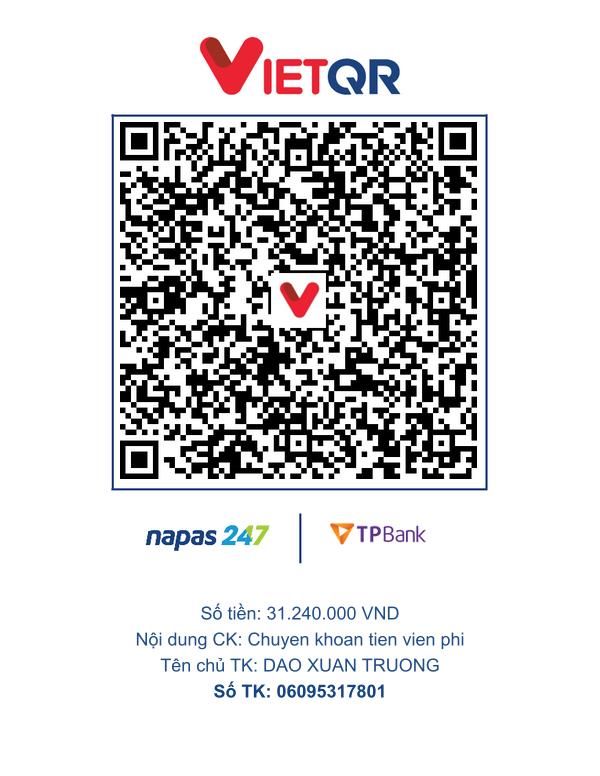 VIETQR
napas 247
TPBank
Số tiền: 31.240.000 VND
Nội dung CK: Chuyen khoan tien vien phi
Tên chủ TK: DAO XUAN TRUONG
Số TK: 06095317801